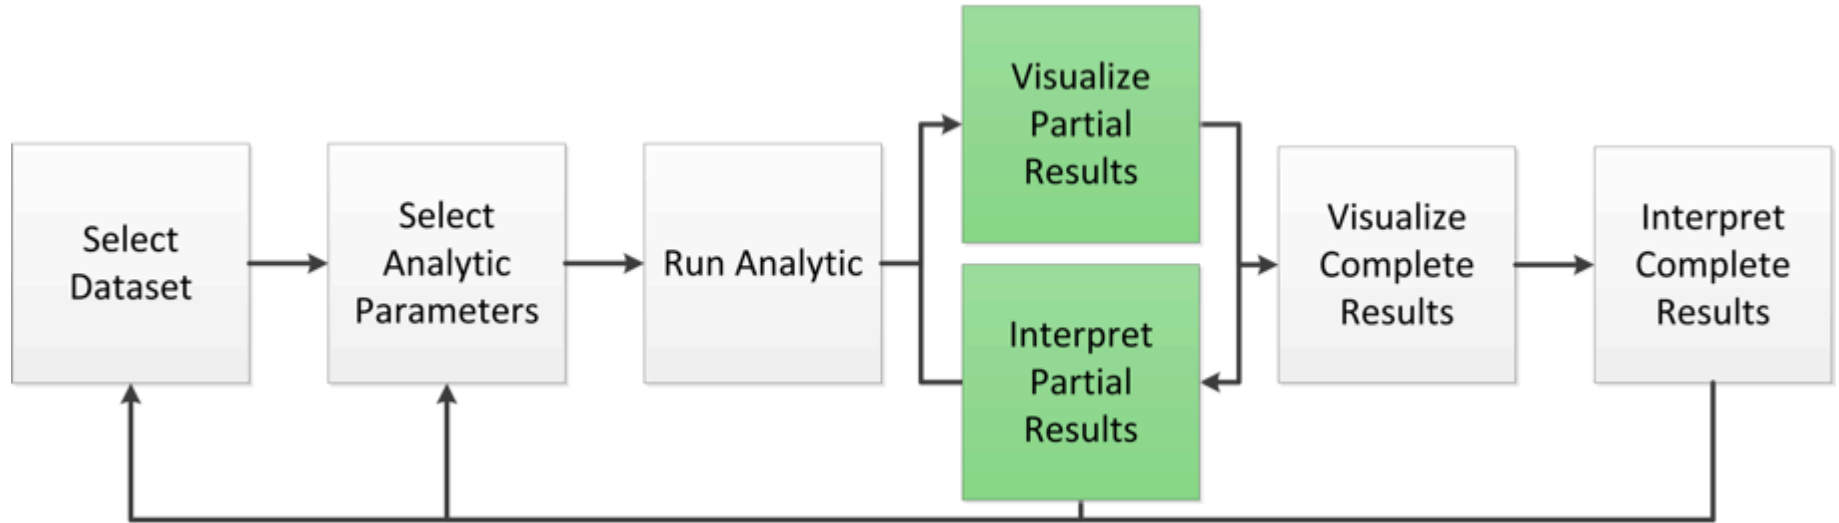 Select
Dataset
Select
Analytic
Parameters
Run Analytic
Visualize
Partial
Results
Interpret
Partial
Results
Visualize
Complete
Results
Interpret
Complete
Results